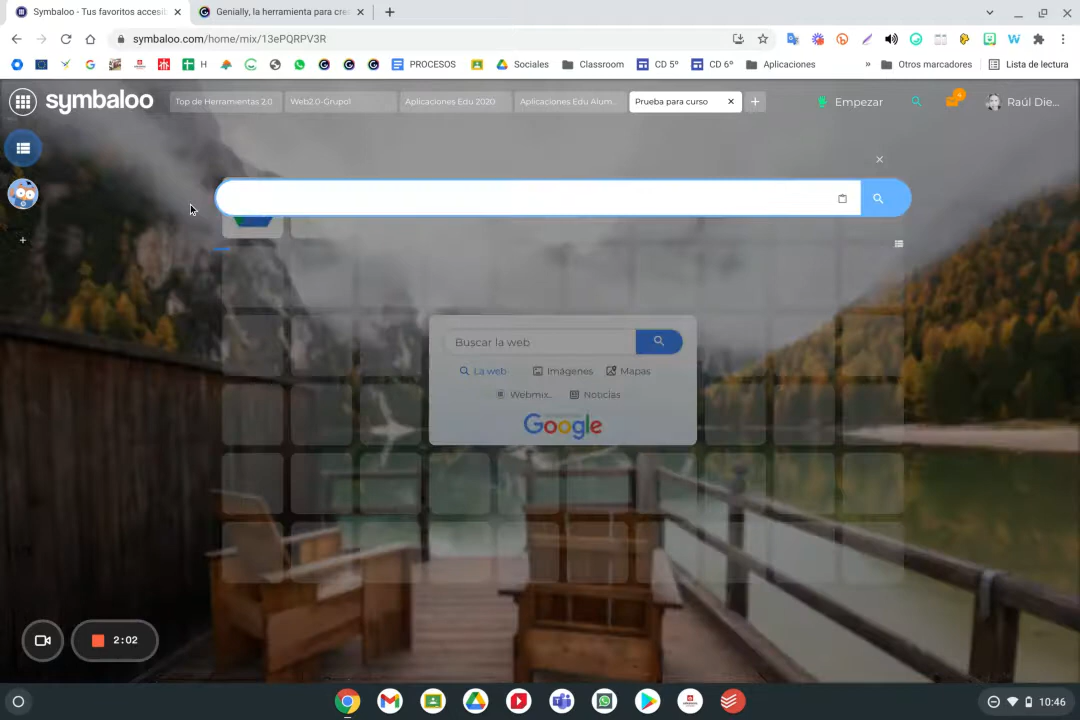 Symbaloo - Tus favoritos accesib
Genially, la herramienta para cre
symbaloo.com/home/mix/13ePQRPV3R
H
PROCESOS
Sociales
Classroom
CD 5º
CD 6º
Aplicaciones
»
Otros marcadores
Lista de lectura
symbaloo
Top de Herramientas 2.0
Web2.0-Grupo1
Aplicaciones Edu 2020
Aplicaciones Edu Alum...
Prueba para curso
Empezar
Raúl Die...
Buscar la web
La web
Imágenes
Mapas
Webmix..
Noticias
Google
2:02
10:46